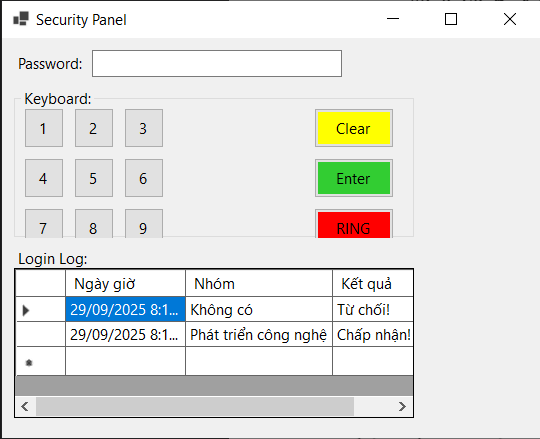 Security Panel
Password:
Keyboard:
1 2 3 Clear
4 5 6 Enter
7 8 9 RING
Login Log:
Ngày giờ Nhóm Kết quả
29/09/2025 8:1... Không có Từ chối!
29/09/2025 8:1... Phát triển công nghệ Chấp nhận!